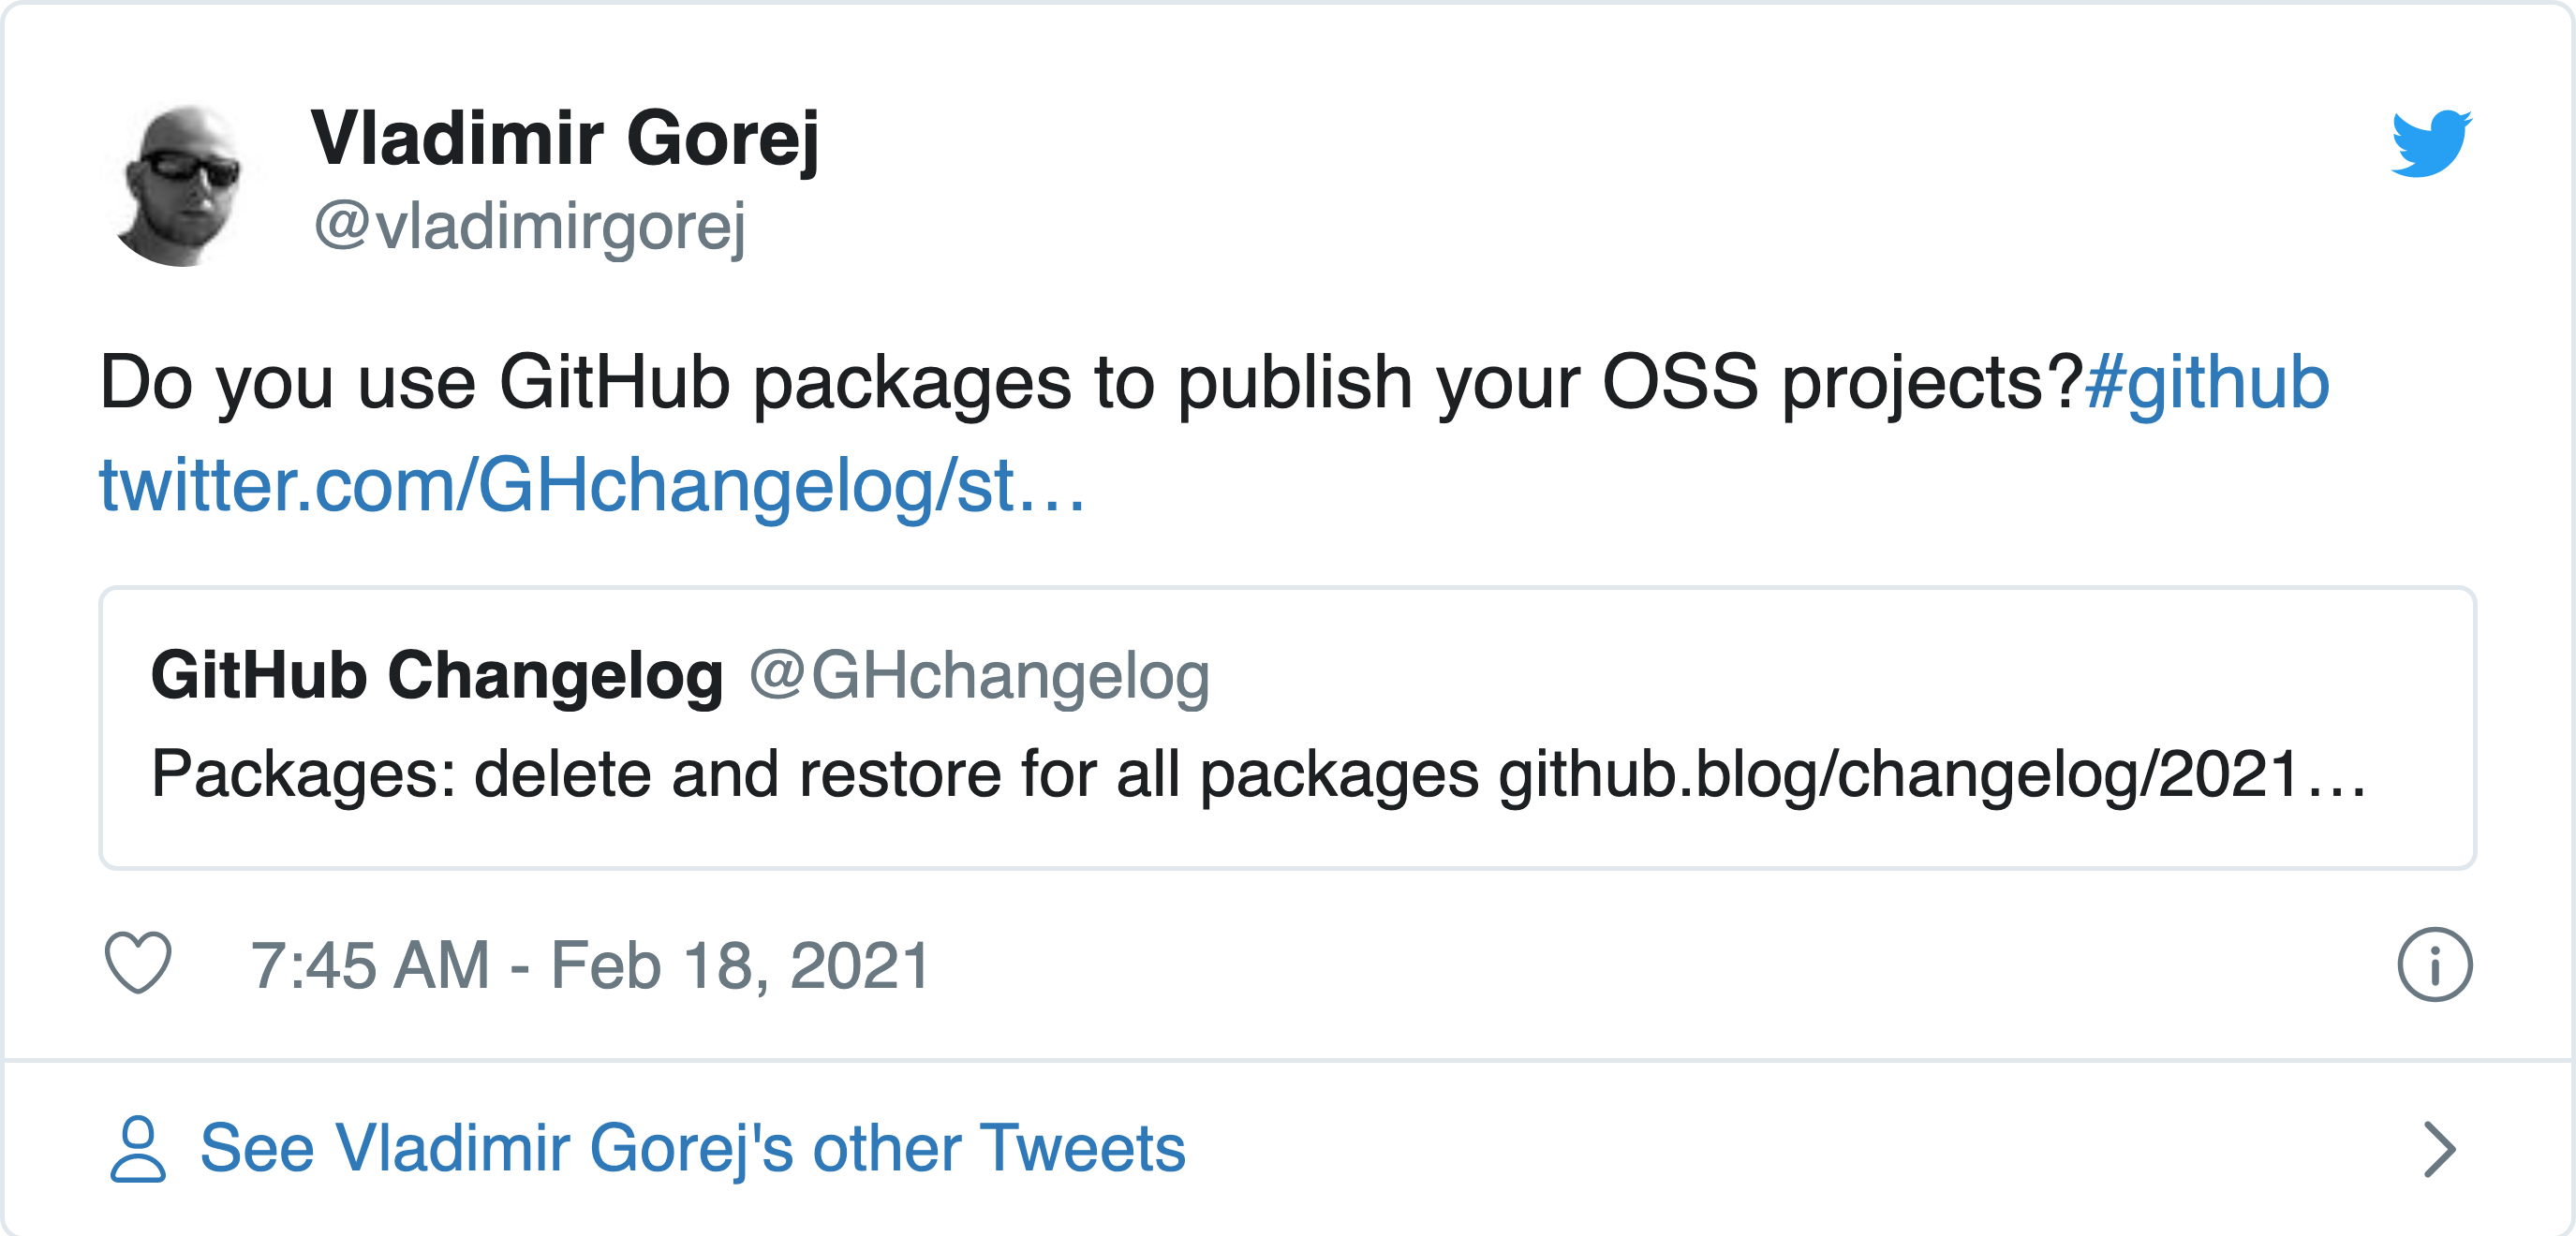 Vladimir Gorej
@vladimirgorej
Do you use GitHub packages to publish your OSS projects?#github
twitter.com/GHchangelog/st…
GitHub Changelog @GHchangelog
Packages: delete and restore for all packages github.blog/changelog/2021…
7:45 AM - Feb 18, 2021
See Vladimir Gorej's other Tweets